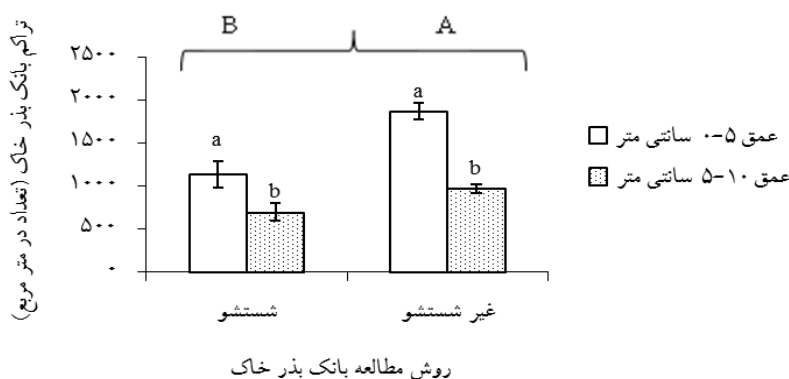 B
A
تراکم بانک بذر خاک (تعداد در متر مربع)
۲۵۰۰
۲۰۰۰
۱۵۰۰
۱۰۰۰
۵۰۰
۰
a
b
a
b
شستشو
غیر شستشو
روش مطالعه بانک بذر خاک
عمق ۵-۰ سانتی متر
عمق ۱۰-۵ سانتی متر